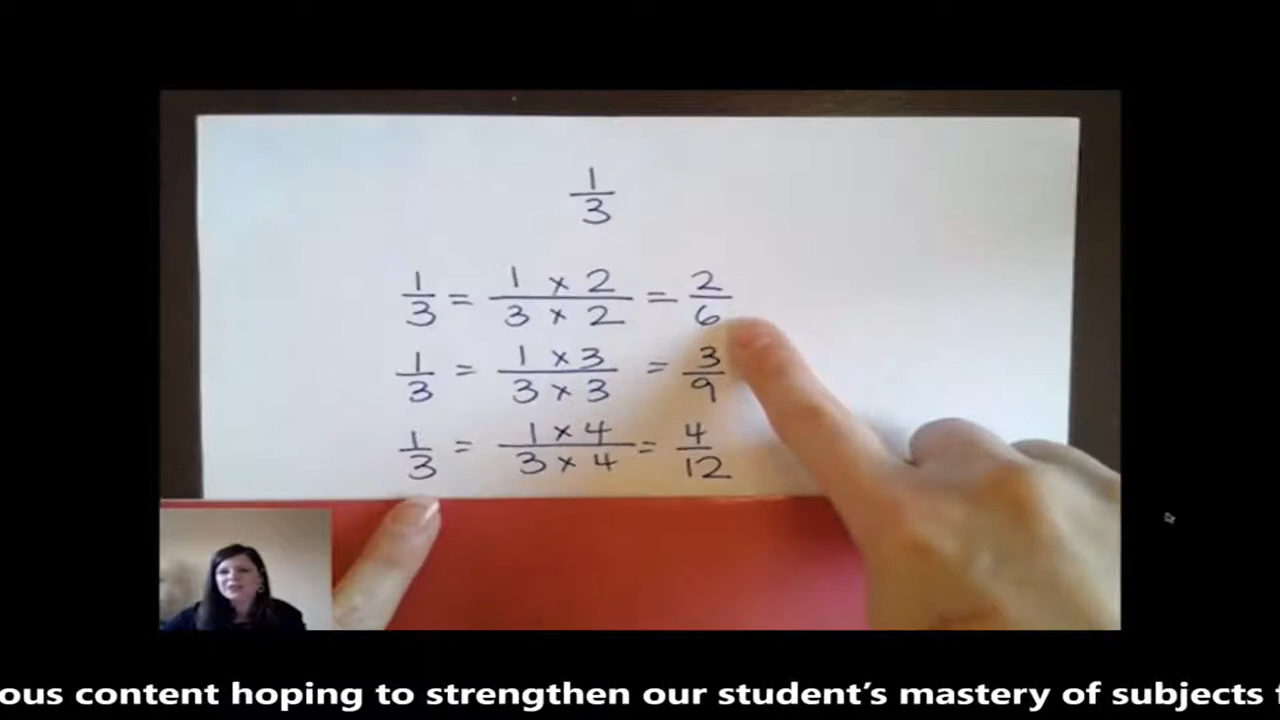 1/3
1/3 = 1 x 2 / 3 x 2 = 2/6
1/3 = 1 x 3 / 3 x 3 = 3/9
1/3 = 1 x 4 / 3 x 4 = 4/12
content hoping to strengthen our student’s mastery of subjects